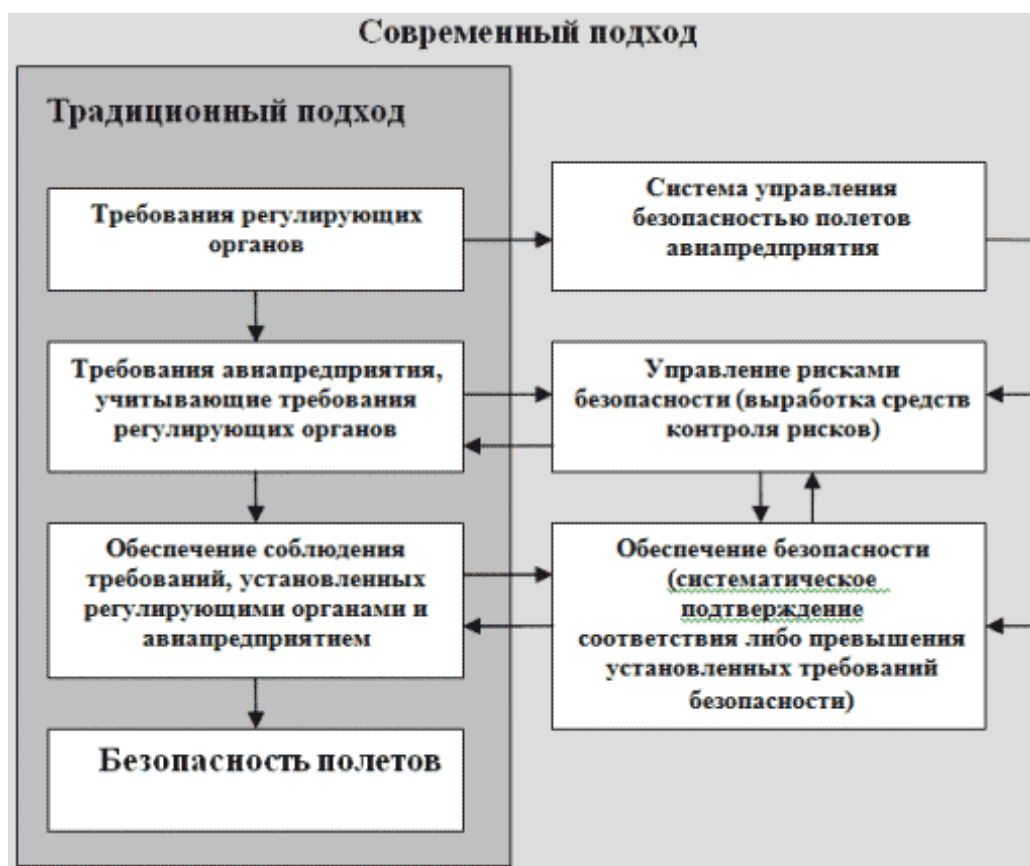 Современный подход
Традиционный подход
Требования регулирующих
органов
Система управления
безопасностью полетов
авиапредприятия
Требования авиапредприятия,
учитывающие требования
регулирующих органов
Управление рисками
безопасности (выработка средств
контроля рисков)
Обеспечение соблюдения
требований, установленных
регулирующими органами и
авиапредприятием
Обеспечение безопасности
(систематическое
подтверждение
соответствия либо превышения
установленных требований
безопасности)
Безопасность полетов